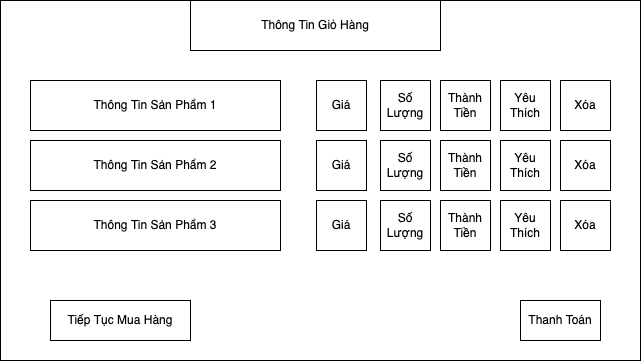 Thông Tin Giỏ Hàng
Thông Tin Sản Phẩm 1
Giá
Số
Lượng
Thành
Tiền
Yêu
Thích
Xóa
Thông Tin Sản Phẩm 2
Giá
Số
Lượng
Thành
Tiền
Yêu
Thích
Xóa
Thông Tin Sản Phẩm 3
Giá
Số
Lượng
Thành
Tiền
Yêu
Thích
Xóa
Tiếp Tục Mua Hàng
Thanh Toán